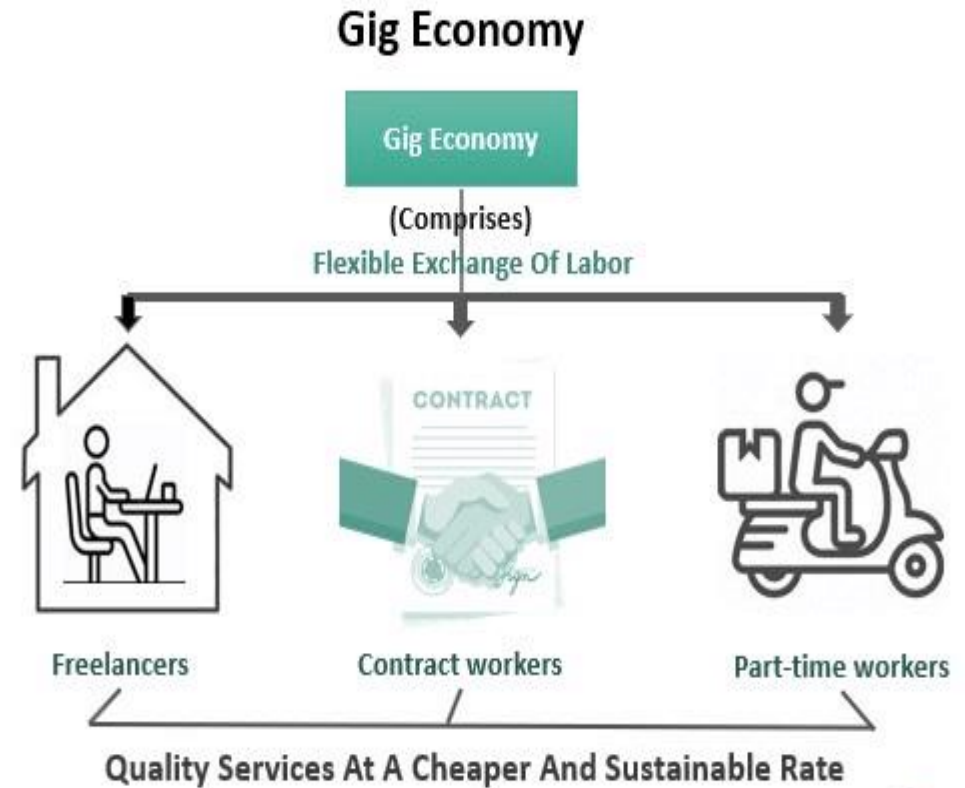 Gig Economy
Gig Economy
(Comprises)
Flexible Exchange Of Labor
CONTRACT
Sign
Freelancers
Contract workers
Part-time workers
Quality Services At A Cheaper And Sustainable Rate